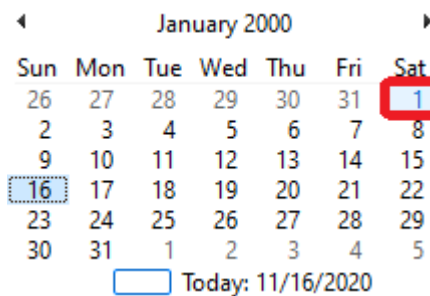 January 2000
Sun Mon Tue Wed Thu Fri Sat
26 27 28 29 30 31 1
2 3 4 5 6 7 8
9 10 11 12 13 14 15
16 17 18 19 20 21 22
23 24 25 26 27 28 29
30 31 1 2 3 4 5
Today: 11/16/2020